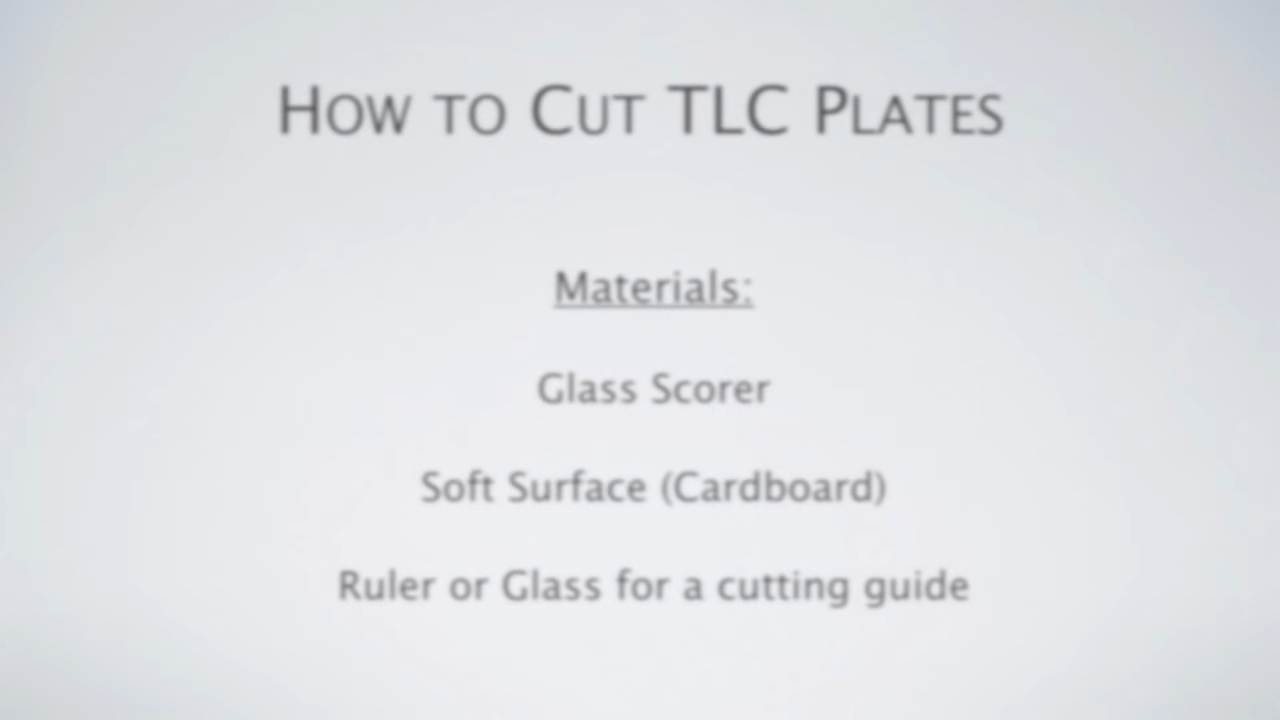 How to Cut TLC Plates
Materials:
Glass Scorer
Soft Surface (Cardboard)
Ruler or Glass for a cutting guide